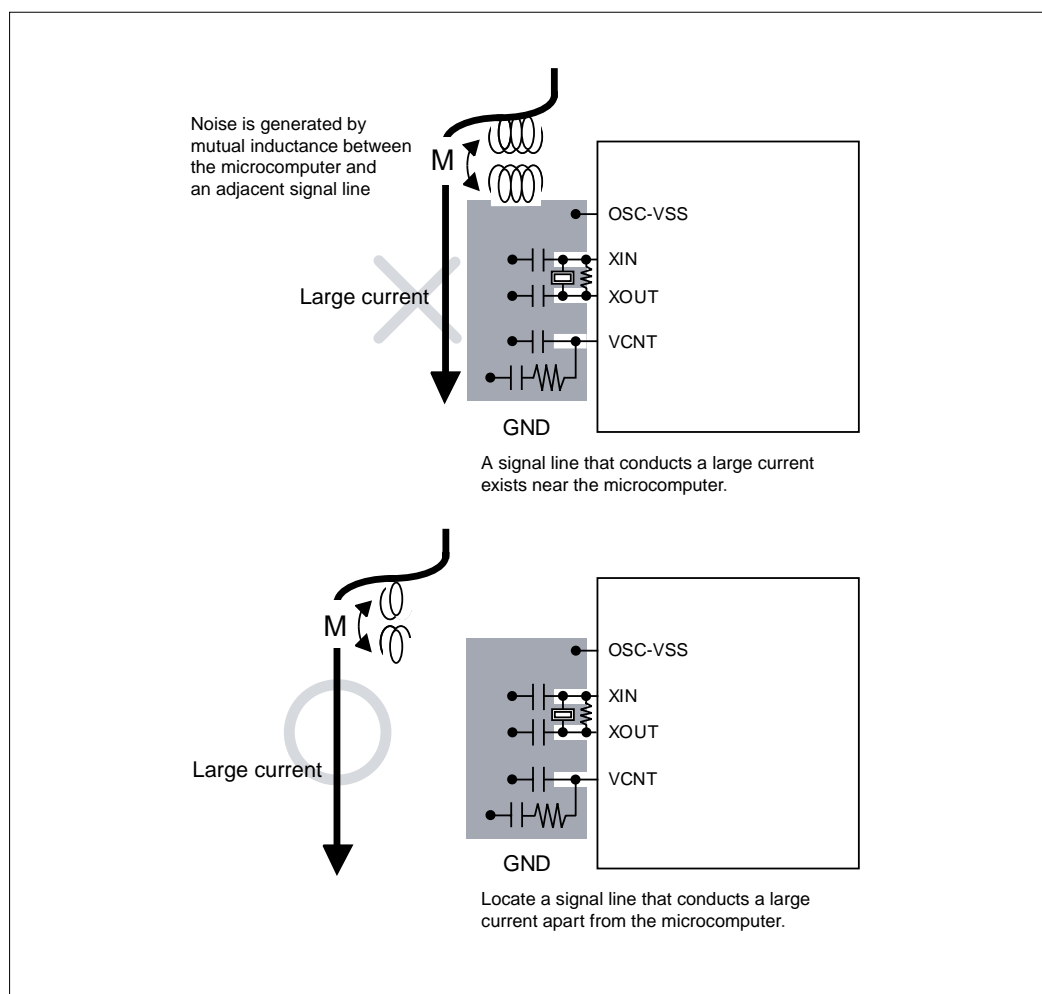 Noise is generated by
mutual inductance between
the microcomputer and
an adjacent signal line
M
OSC-VSS
XIN
Large current
XOUT
VCNT
GND
A signal line that conducts a large current
exists near the microcomputer.
M
OSC-VSS
XIN
XOUT
Large current
VCNT
GND
Locate a signal line that conducts a large
current apart from the microcomputer.